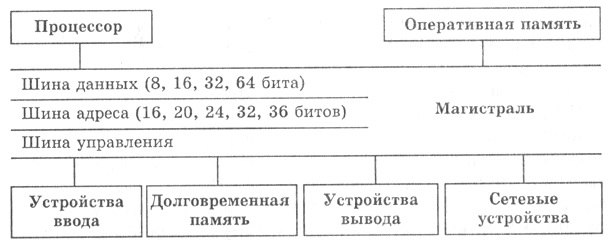 Процессор
Оперативная память
Шина данных (8, 16, 32, 64 бита)
Шина адреса (16, 20, 24, 32, 36 битов)
Магистраль
Шина управления
Устройства
ввода
Долговременная
память
Устройства
вывода
Сетевые
устройства